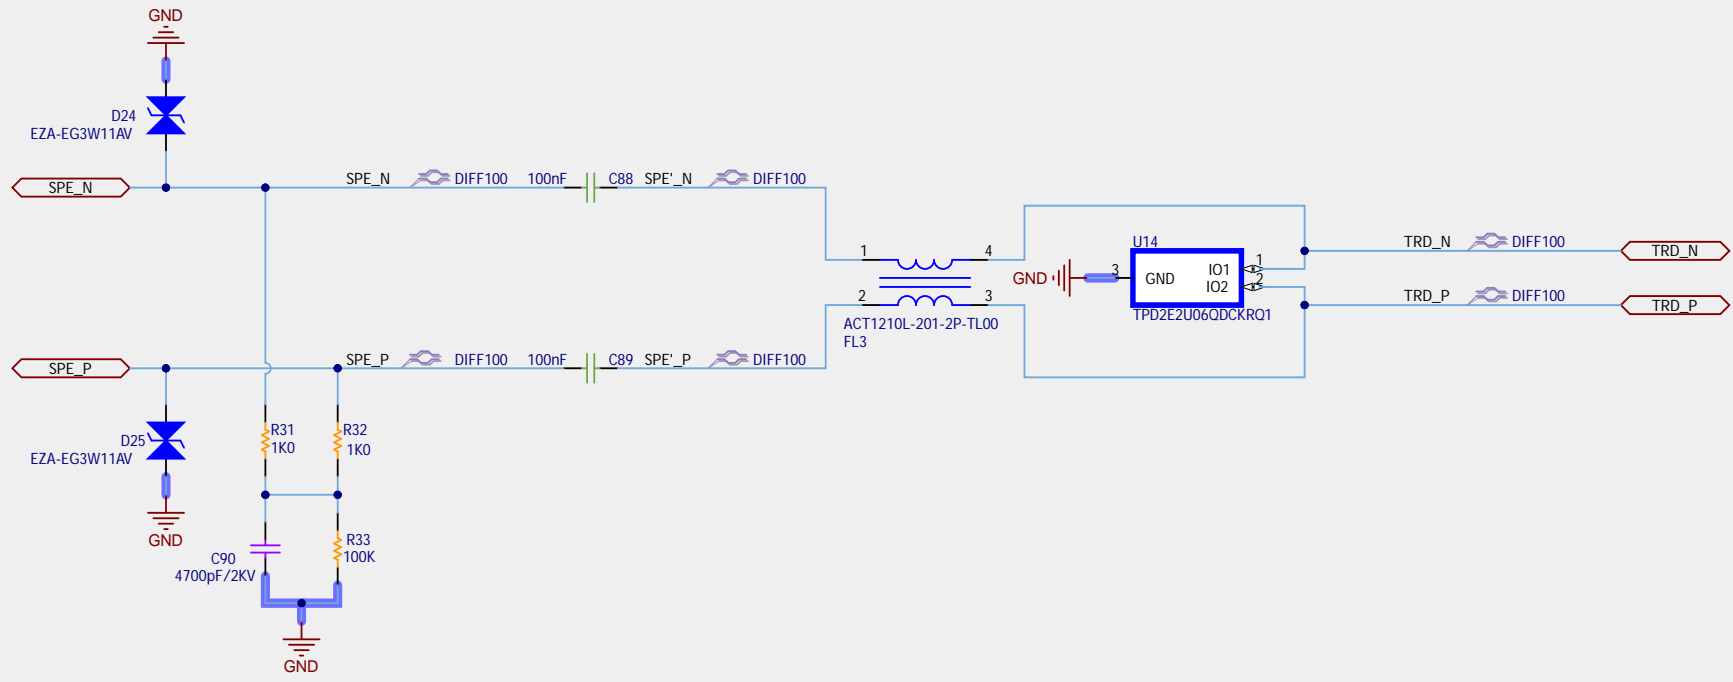 GND
D24
EZA-EG3W11AV
SPE_N
SPE_N DIFF100 100nF C88 SPE'_N DIFF100
1 4
2 3
ACT1210L-201-2P-TL00
FL3
U14
GND 3 GND IO1 1
IO2 2
TPD2E2U06QDCKRQ1
TRD_N DIFF100 TRD_N
TRD_P DIFF100 TRD_P
SPE_P
SPE_P DIFF100 100nF C89 SPE'_P DIFF100
D25
EZA-EG3W11AV
GND
R31
1K0
R32
1K0
C90
4700pF/2KV
R33
100K
GND